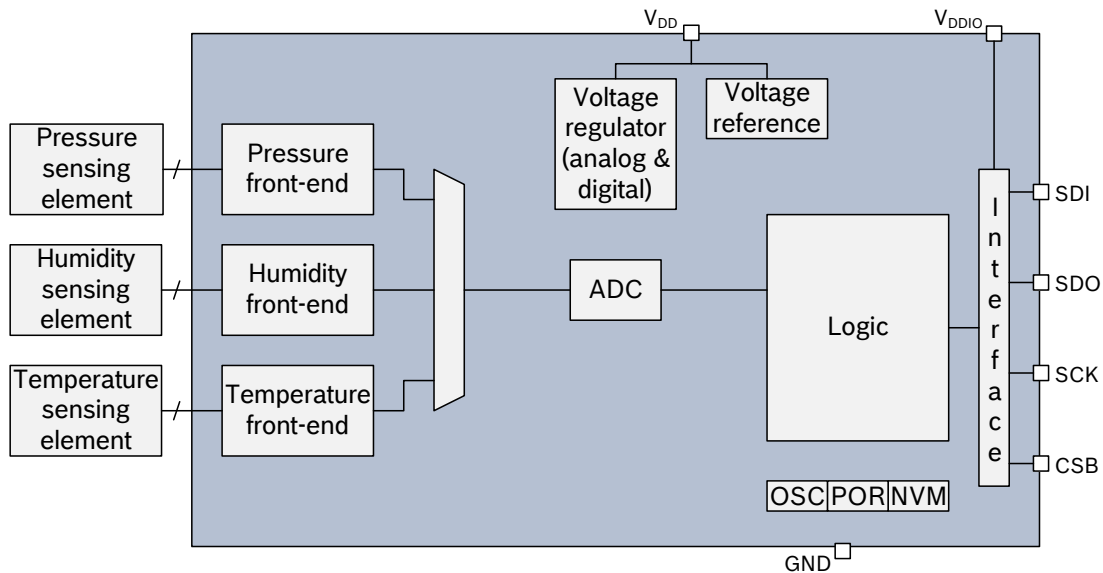 VDD
VDDIO
Voltage
regulator
(analog &
digital)
Voltage
reference
Pressure
sensing
element
Pressure
front-end
Humidity
sensing
element
Humidity
front-end
Temperature
sensing
element
Temperature
front-end
ADC
Logic
Interface
SDI
SDO
SCK
CSB
OSC
POR
NVM
GND